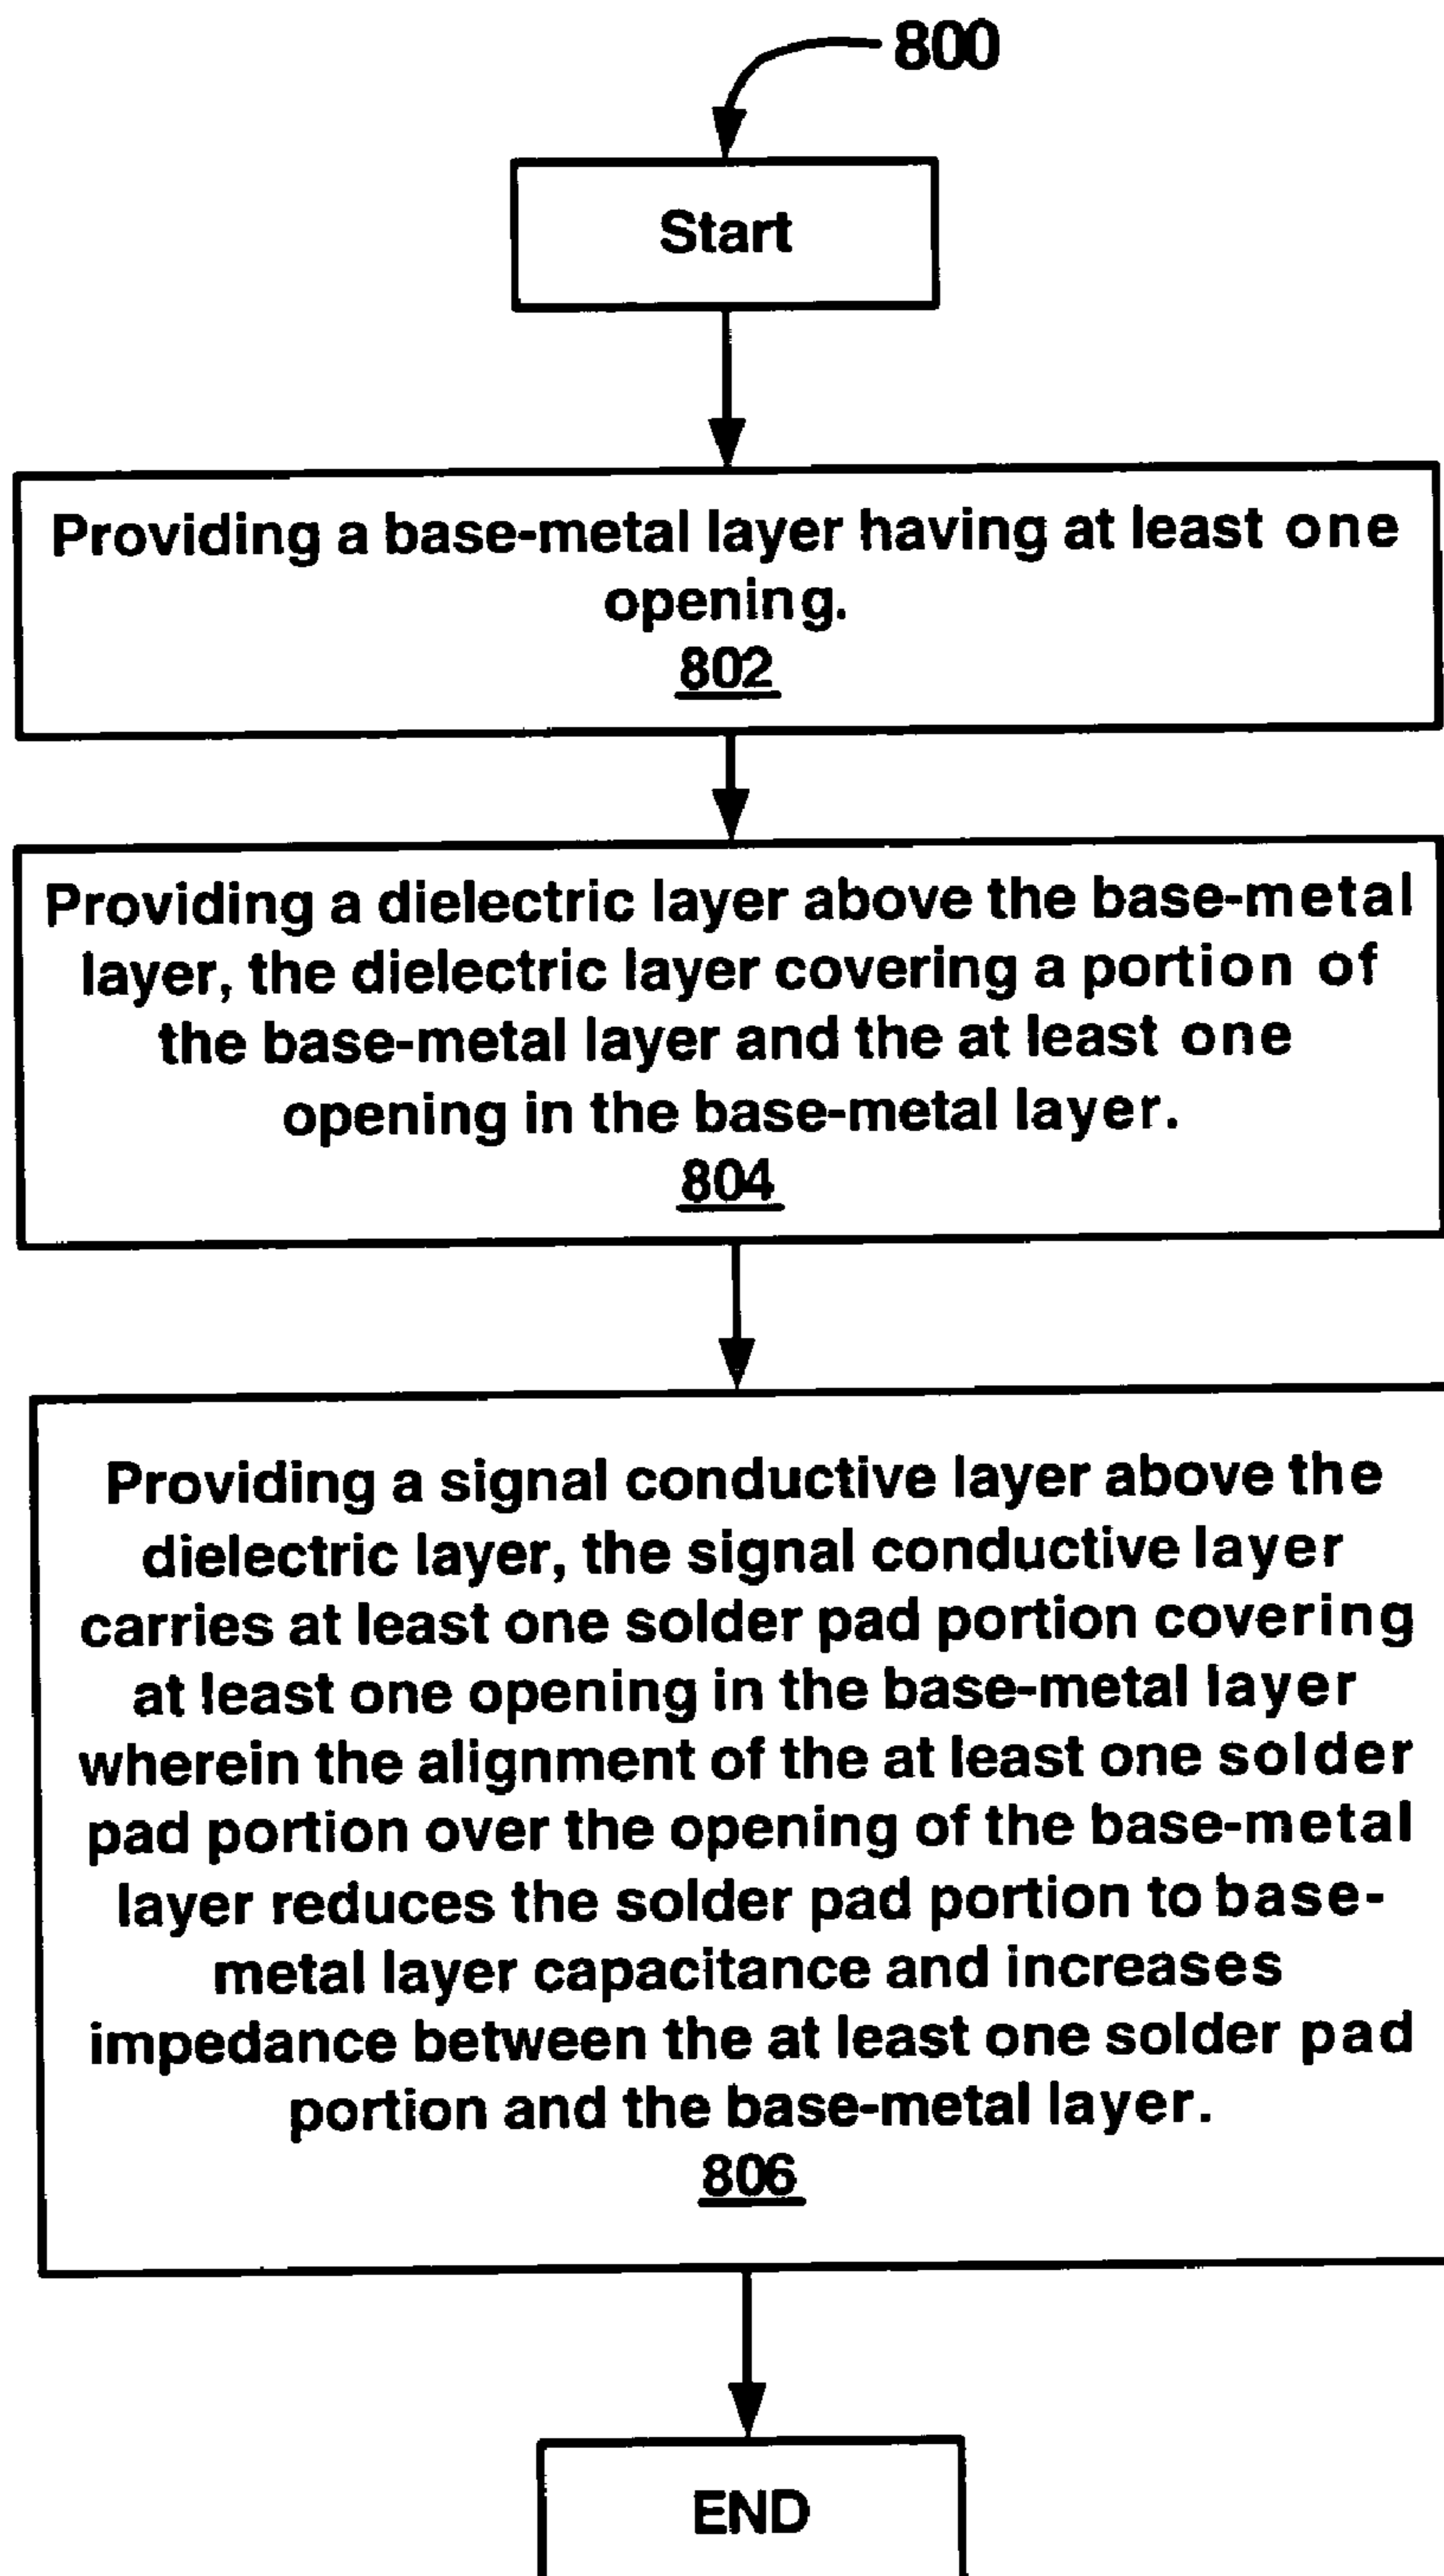 800
Start
Providing a base-metal layer having at least one
opening.
802
Providing a dielectric layer above the base-metal
layer, the dielectric layer covering a portion of
the base-metal layer and the at least one
opening in the base-metal layer.
804
Providing a signal conductive layer above the
dielectric layer, the signal conductive layer
carries at least one solder pad portion covering
at least one opening in the base-metal layer
wherein the alignment of the at least one solder
pad portion over the opening of the base-metal
layer reduces the solder pad portion to base-
metal layer capacitance and increases
impedance between the at least one solder pad
portion and the base-metal layer.
806
END